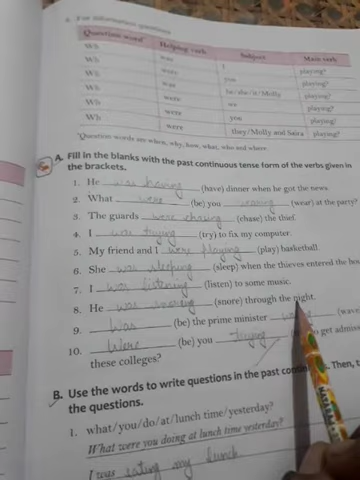 For information questions
Question word* Helping verb Subject Main verb
Wh was I playing?
Wh were you playing?
Wh was he/she/it/Molly playing?
Wh were we playing?
Wh were you playing?
Wh were they/Molly and Saira playing?
*Question words are when, why, how, what, who and where.
A. Fill in the blanks with the past continuous tense form of the verbs given in
the brackets.
1. He was having (have) dinner when he got the news.
2. What were (be) you wearing (wear) at the party?
3. The guards were chasing (chase) the thief.
4. I was trying (try) to fix my computer.
5. My friend and I were playing (play) basketball.
6. She was sleeping (sleep) when the thieves entered the
7. I was listening (listen) to some music.
8. He was snoring (snore) through the night.
9. Was (be) the prime minister (wave)
10. Were (be) you trying to get
these colleges?
B. Use the words to write questions in the past Then,
the questions.
1. what/you/do/at/lunch time/yesterday?
What were you doing at lunch time yesterday?
I was eating my lunch